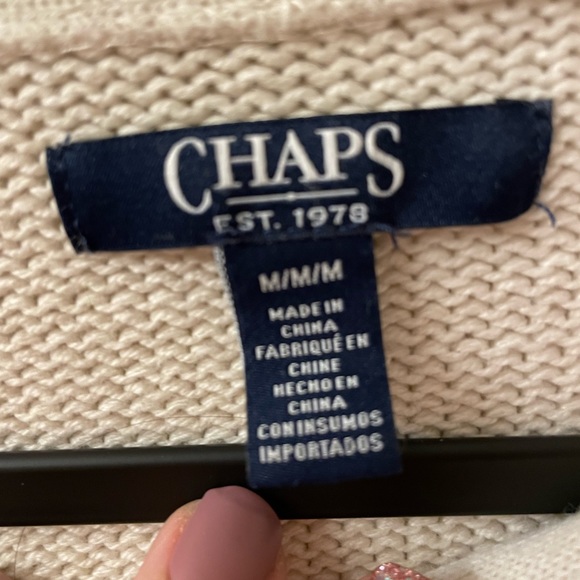 CHAPS
EST. 1978
M/M/M
MADE IN
CHINA
FABRIQUÉ EN
CHINE
HECHO EN
CHINA
CON INSUMOS
IMPORTADOS